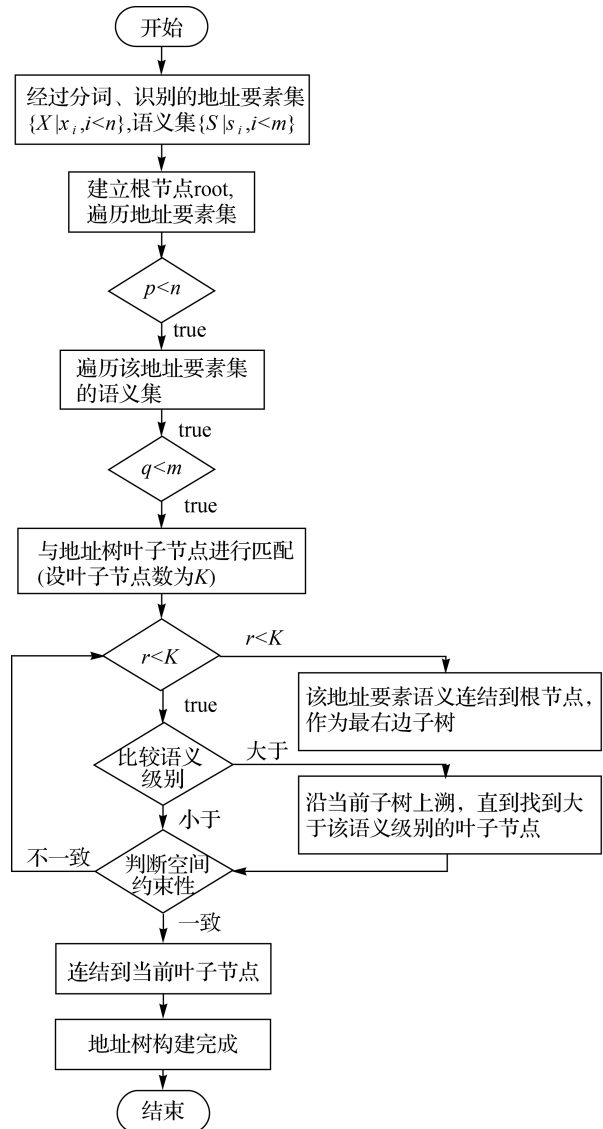 开始
经过分词、识别的地址要素集
{X|xi,i<n},语义集{S|si,i<m}
建立根节点root,
遍历地址要素集
p<n
true
遍历该地址要素集
的语义集
true
q<m
true
与地址树叶子节点进行匹配
(设叶子节点数为K)
r<K
r<K
true
该地址要素语义连结到根节点，
作为最右边子树
比较语义
级别
大于
小于
沿当前子树上溯，直到找到大
于该语义级别的叶子节点
不一致
判断空间
约束性
一致
连结到当前叶子节点
地址树构建完成
结束